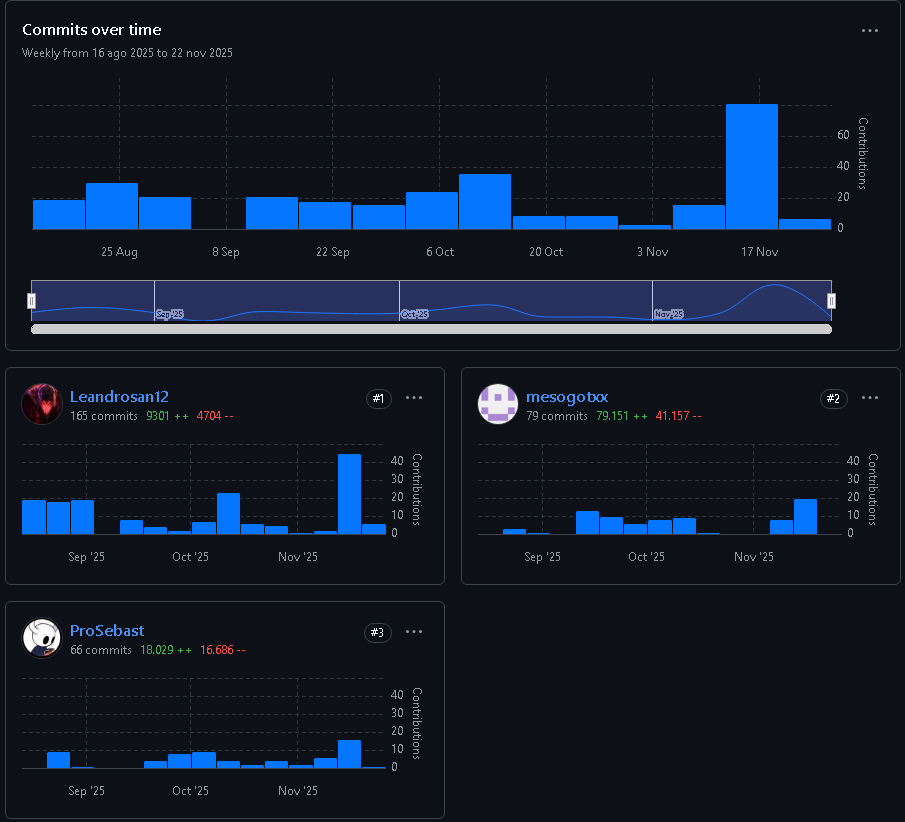 Commits over time
Weekly from 16 ago 2025 to 22 nov 2025
60
40
20
0
Contributions
25 Aug
8 Sep
22 Sep
6 Oct
20 Oct
3 Nov
17 Nov
Sep '25
Oct '25
Nov '25
Leandrosan12
#1
165 commits 9301 ++ 4704 --
40
30
20
10
0
Contributions
Sep '25
Oct '25
Nov '25
mesogotxx
#2
79 commits 79.151 ++ 41.157 --
40
30
20
10
0
Contributions
Sep '25
Oct '25
Nov '25
ProSebast
#3
66 commits 18.029 ++ 16.686 --
40
30
20
10
0
Contributions
Sep '25
Oct '25
Nov '25